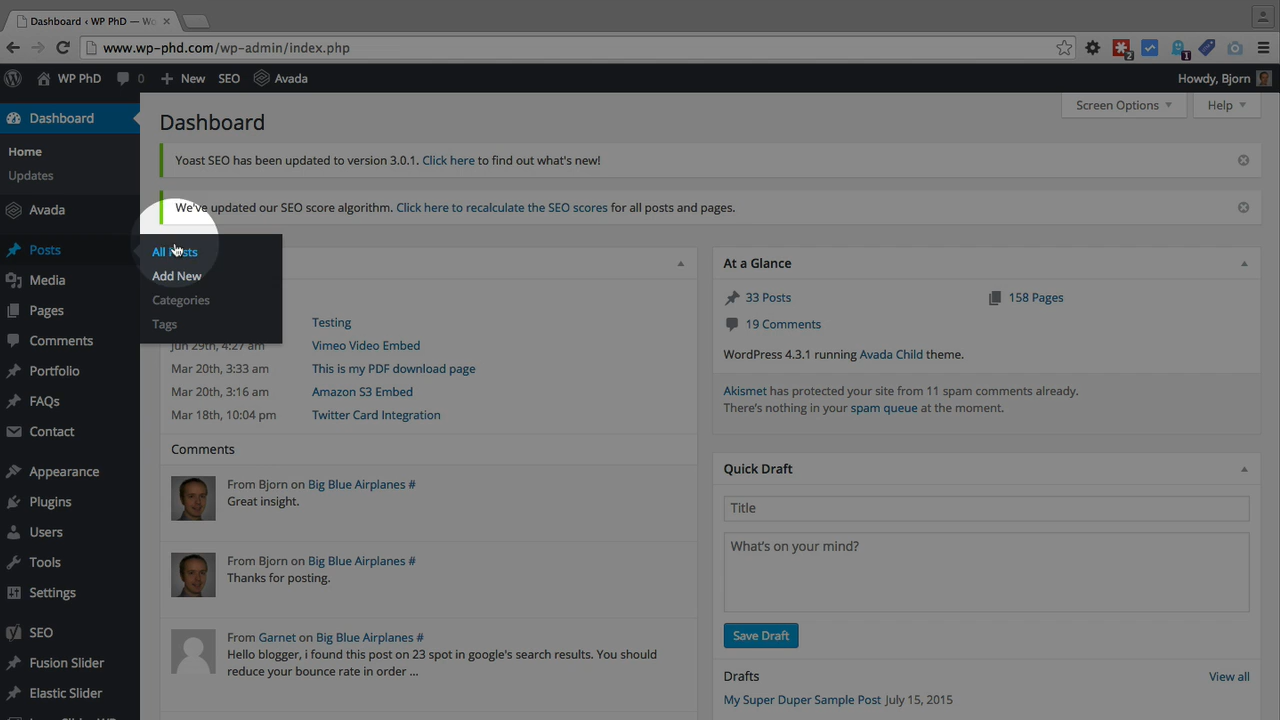 Dashboard ‹ WP PhD — Wo
www.wp-phd.com/wp-admin/index.php
2
1
WP PhD
0
New
SEO
Avada
Howdy, Bjorn
Dashboard
Home
Updates
Avada
Posts
Media
Pages
Comments
Portfolio
FAQs
Contact
Appearance
Plugins
Users
Tools
Settings
SEO
Fusion Slider
Elastic Slider
All Posts
Add New
Categories
Tags
Screen Options
Help
Dashboard
Yoast SEO has been updated to version 3.0.1. Click here to find out what's new!
We've updated our SEO score algorithm. Click here to recalculate the SEO scores for all posts and pages.
Testing
Jun 29th, 4:27 am Vimeo Video Embed
Mar 20th, 3:33 am This is my PDF download page
Mar 20th, 3:16 am Amazon S3 Embed
Mar 18th, 10:04 pm Twitter Card Integration
Comments
From Bjorn on Big Blue Airplanes #
Great insight.
From Bjorn on Big Blue Airplanes #
Thanks for posting.
From Garnet on Big Blue Airplanes #
Hello blogger, i found this post on 23 spot in google's search results. You should
reduce your bounce rate in order ...
At a Glance
33 Posts
158 Pages
19 Comments
WordPress 4.3.1 running Avada Child theme.
Akismet has protected your site from 11 spam comments already.
There's nothing in your spam queue at the moment.
Quick Draft
Title
What's on your mind?
Save Draft
Drafts
View all
My Super Duper Sample Post July 15, 2015